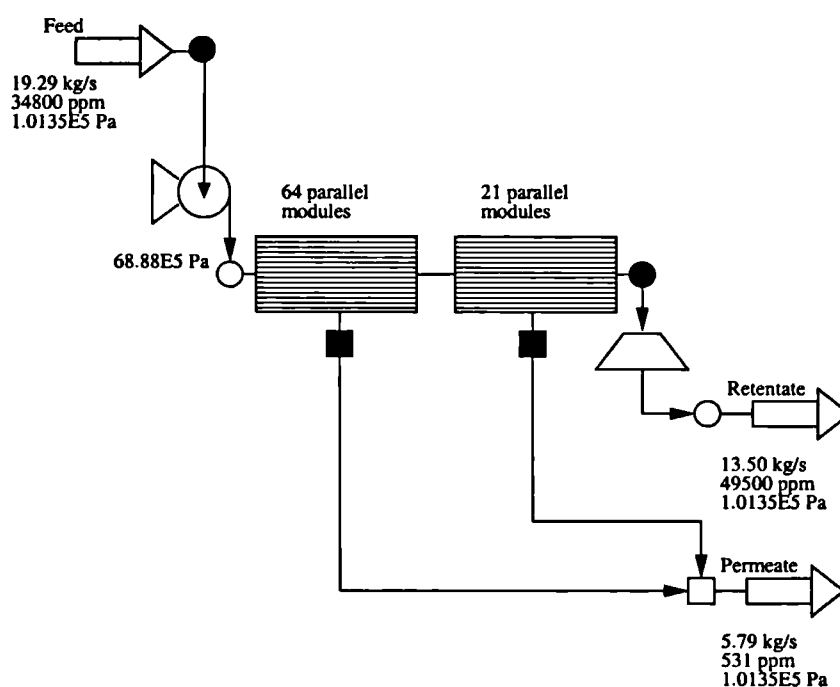 Feed
19.29 kg/s
34800 ppm
1.0135E5 Pa
64 parallel
modules
21 parallel
modules
68.88E5 Pa
Retentate
13.50 kg/s
49500 ppm
1.0135E5 Pa
Permeate
5.79 kg/s
531 ppm
1.0135E5 Pa